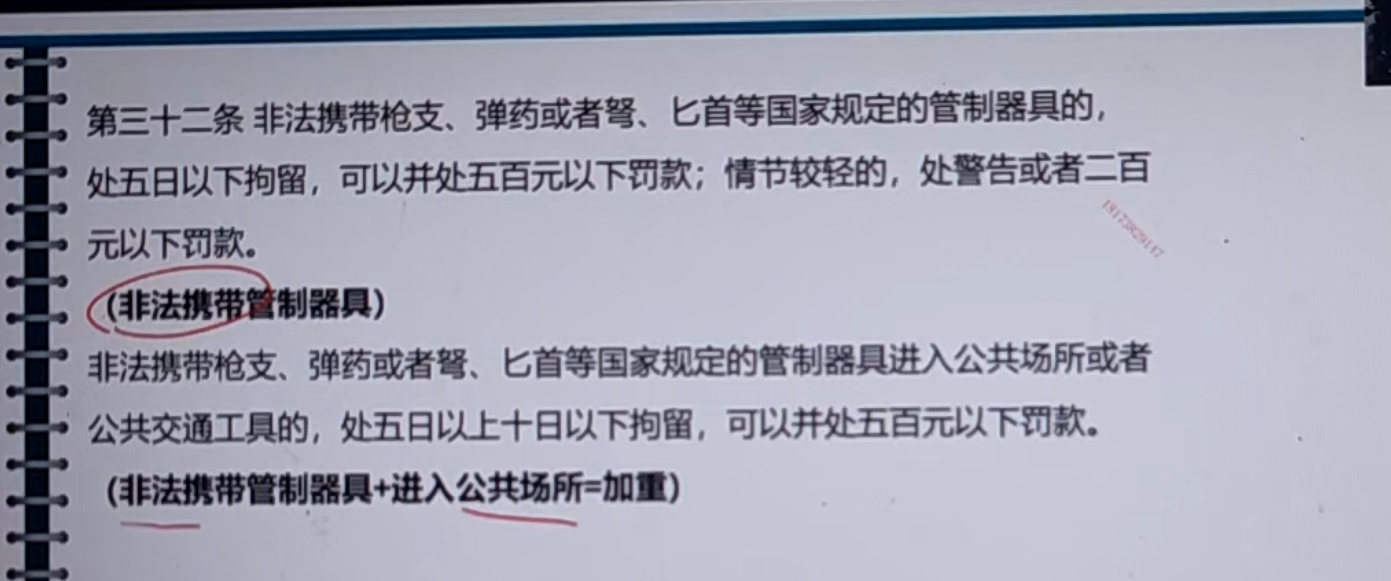 第三十二条 非法携带枪支、弹药或者弩、匕首等国家规定的管制器具的，
处五日以下拘留，可以并处五百元以下罚款；情节较轻的，处警告或者二百
元以下罚款。
（非法携带管制器具）
非法携带枪支、弹药或者弩、匕首等国家规定的管制器具进入公共场所或者
公共交通工具的，处五日以上十日以下拘留，可以并处五百元以下罚款。
（非法携带管制器具+进入公共场所=加重）